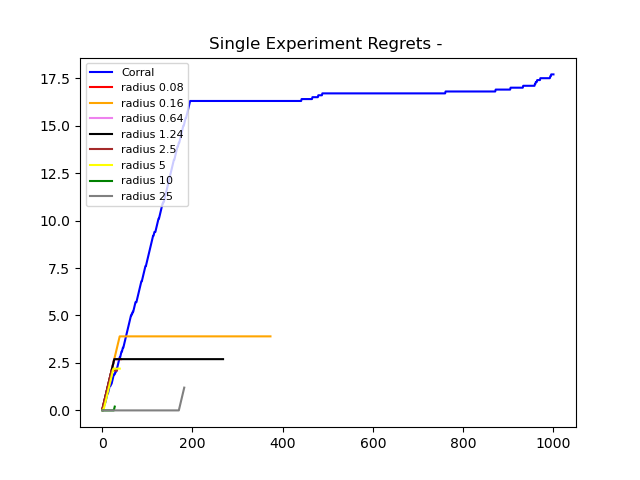 Single Experiment Regrets -
Corral
radius 0.08
radius 0.16
radius 0.64
radius 1.24
radius 2.5
radius 5
radius 10
radius 25
17.5
15.0
12.5
10.0
7.5
5.0
2.5
0.0
0 200 400 600 800 1000